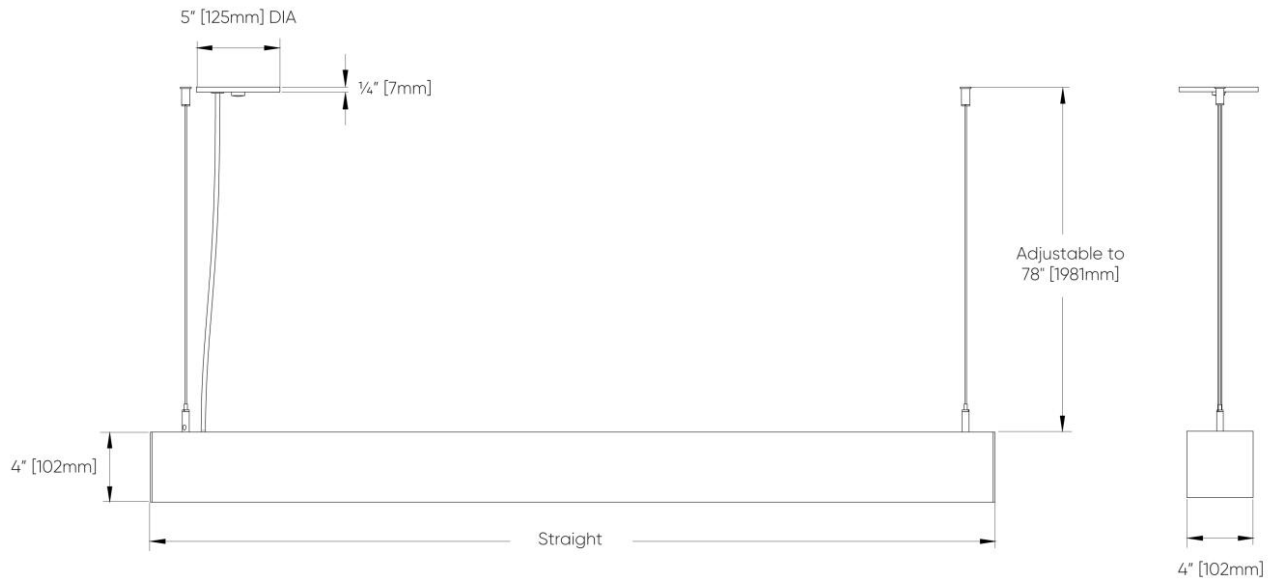 5" [125mm] DIA
¼" [7mm]
Adjustable to
78" [1981mm]
4" [102mm]
Straight
4" [102mm]